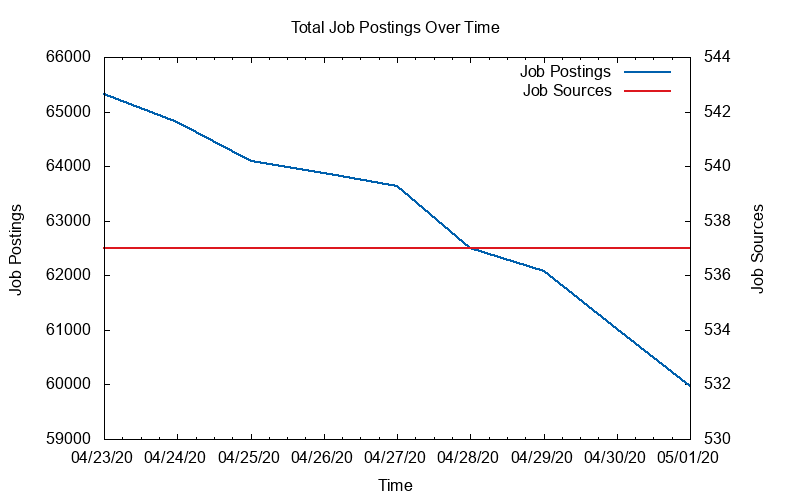 Total Job Postings Over Time
66000
65000
64000
63000
62000
61000
60000
59000
544
542
540
538
536
534
532
530
Job Postings
Job Sources
Job Postings
Job Sources
04/23/20 04/24/20 04/25/20 04/26/20 04/27/20 04/28/20 04/29/20 04/30/20 05/01/20
Time